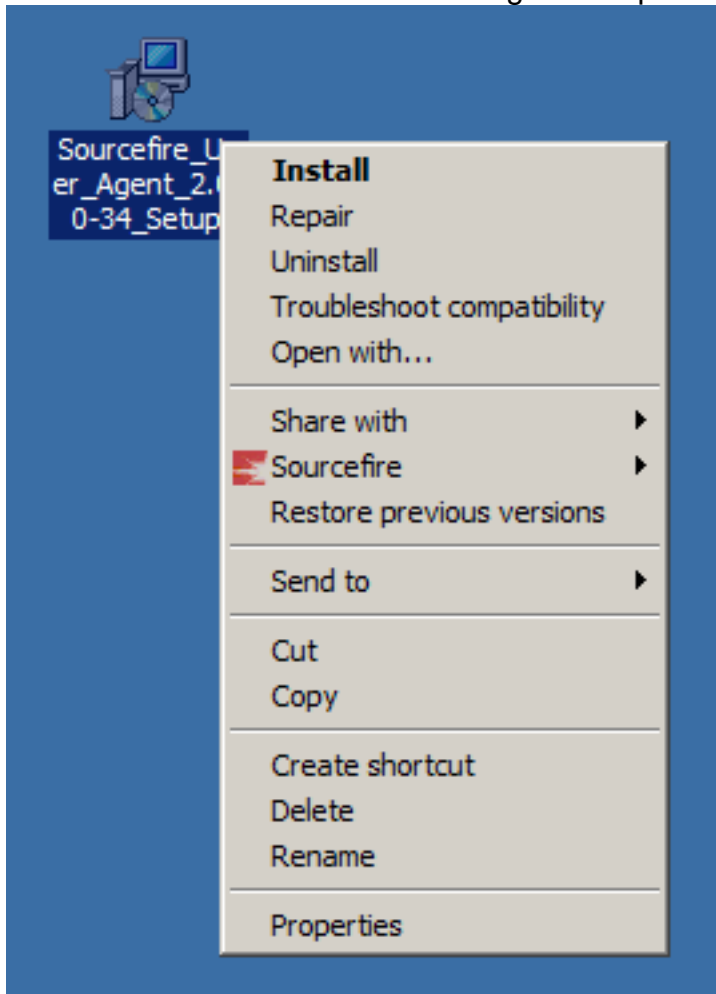 Sourcefire_U
er_Agent_2.
0-34_Setup
Install
Repair
Uninstall
Troubleshoot compatibility
Open with...
Share with
Sourcefire
Restore previous versions
Send to
Cut
Copy
Create shortcut
Delete
Rename
Properties